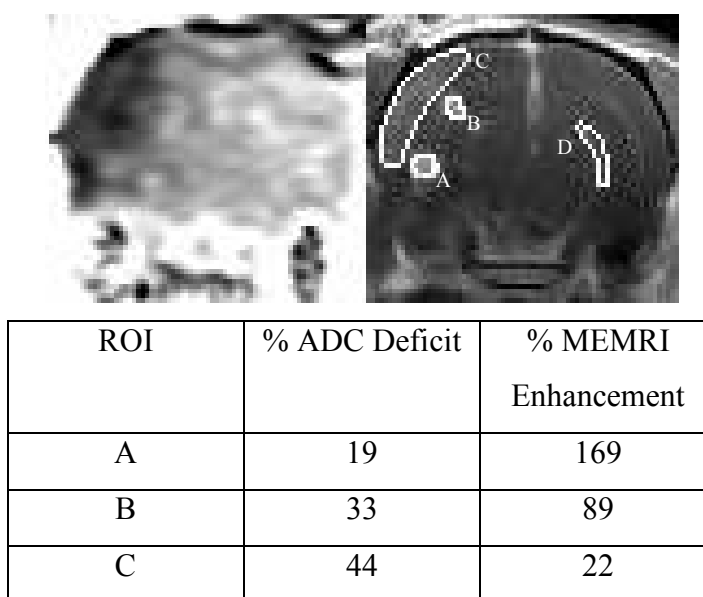 C
B
D
A
ROI % ADC Deficit % MEMRI
Enhancement
A 19 169
B 33 89
C 44 22